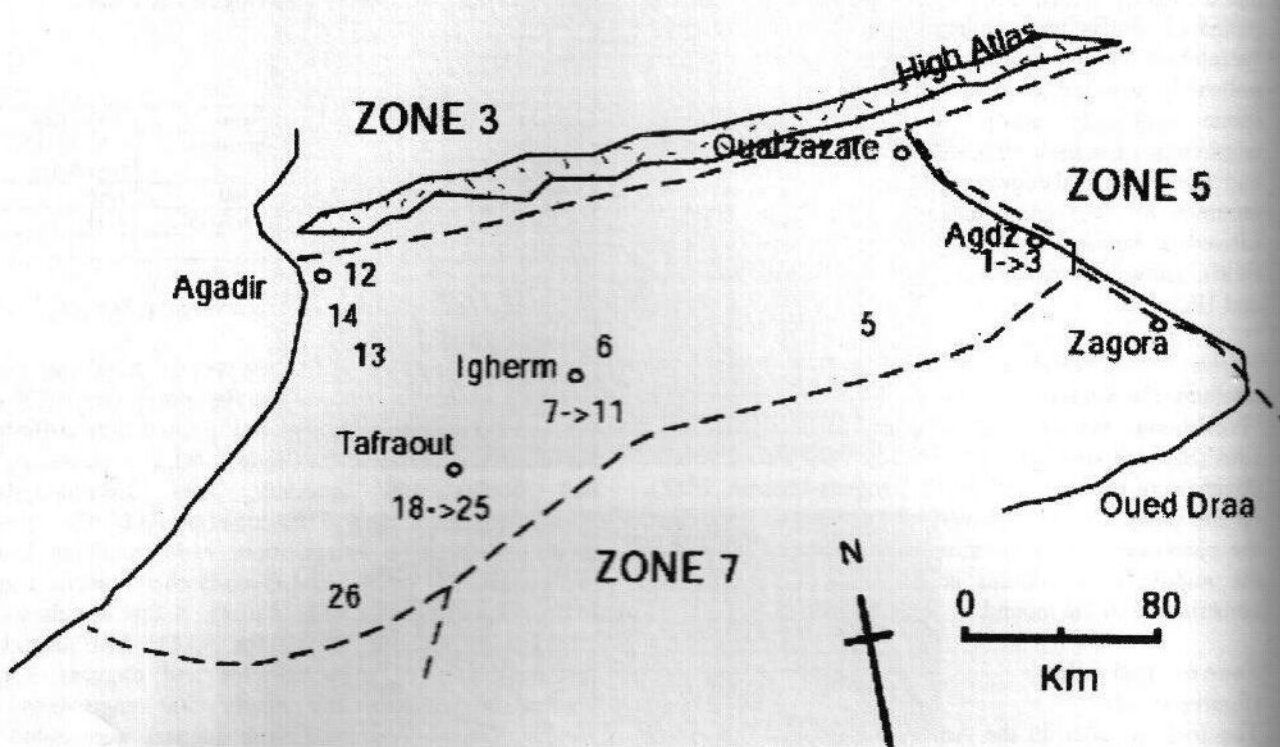 High Atlas
ZONE 3
Ouarzazate
ZONE 5
Agdz
1->3
Agadir
12
14
13
5
Zagora
6
Igherm
7->11
Tafraout
18->25
Oued Draa
ZONE 7
N
26
0 80
Km